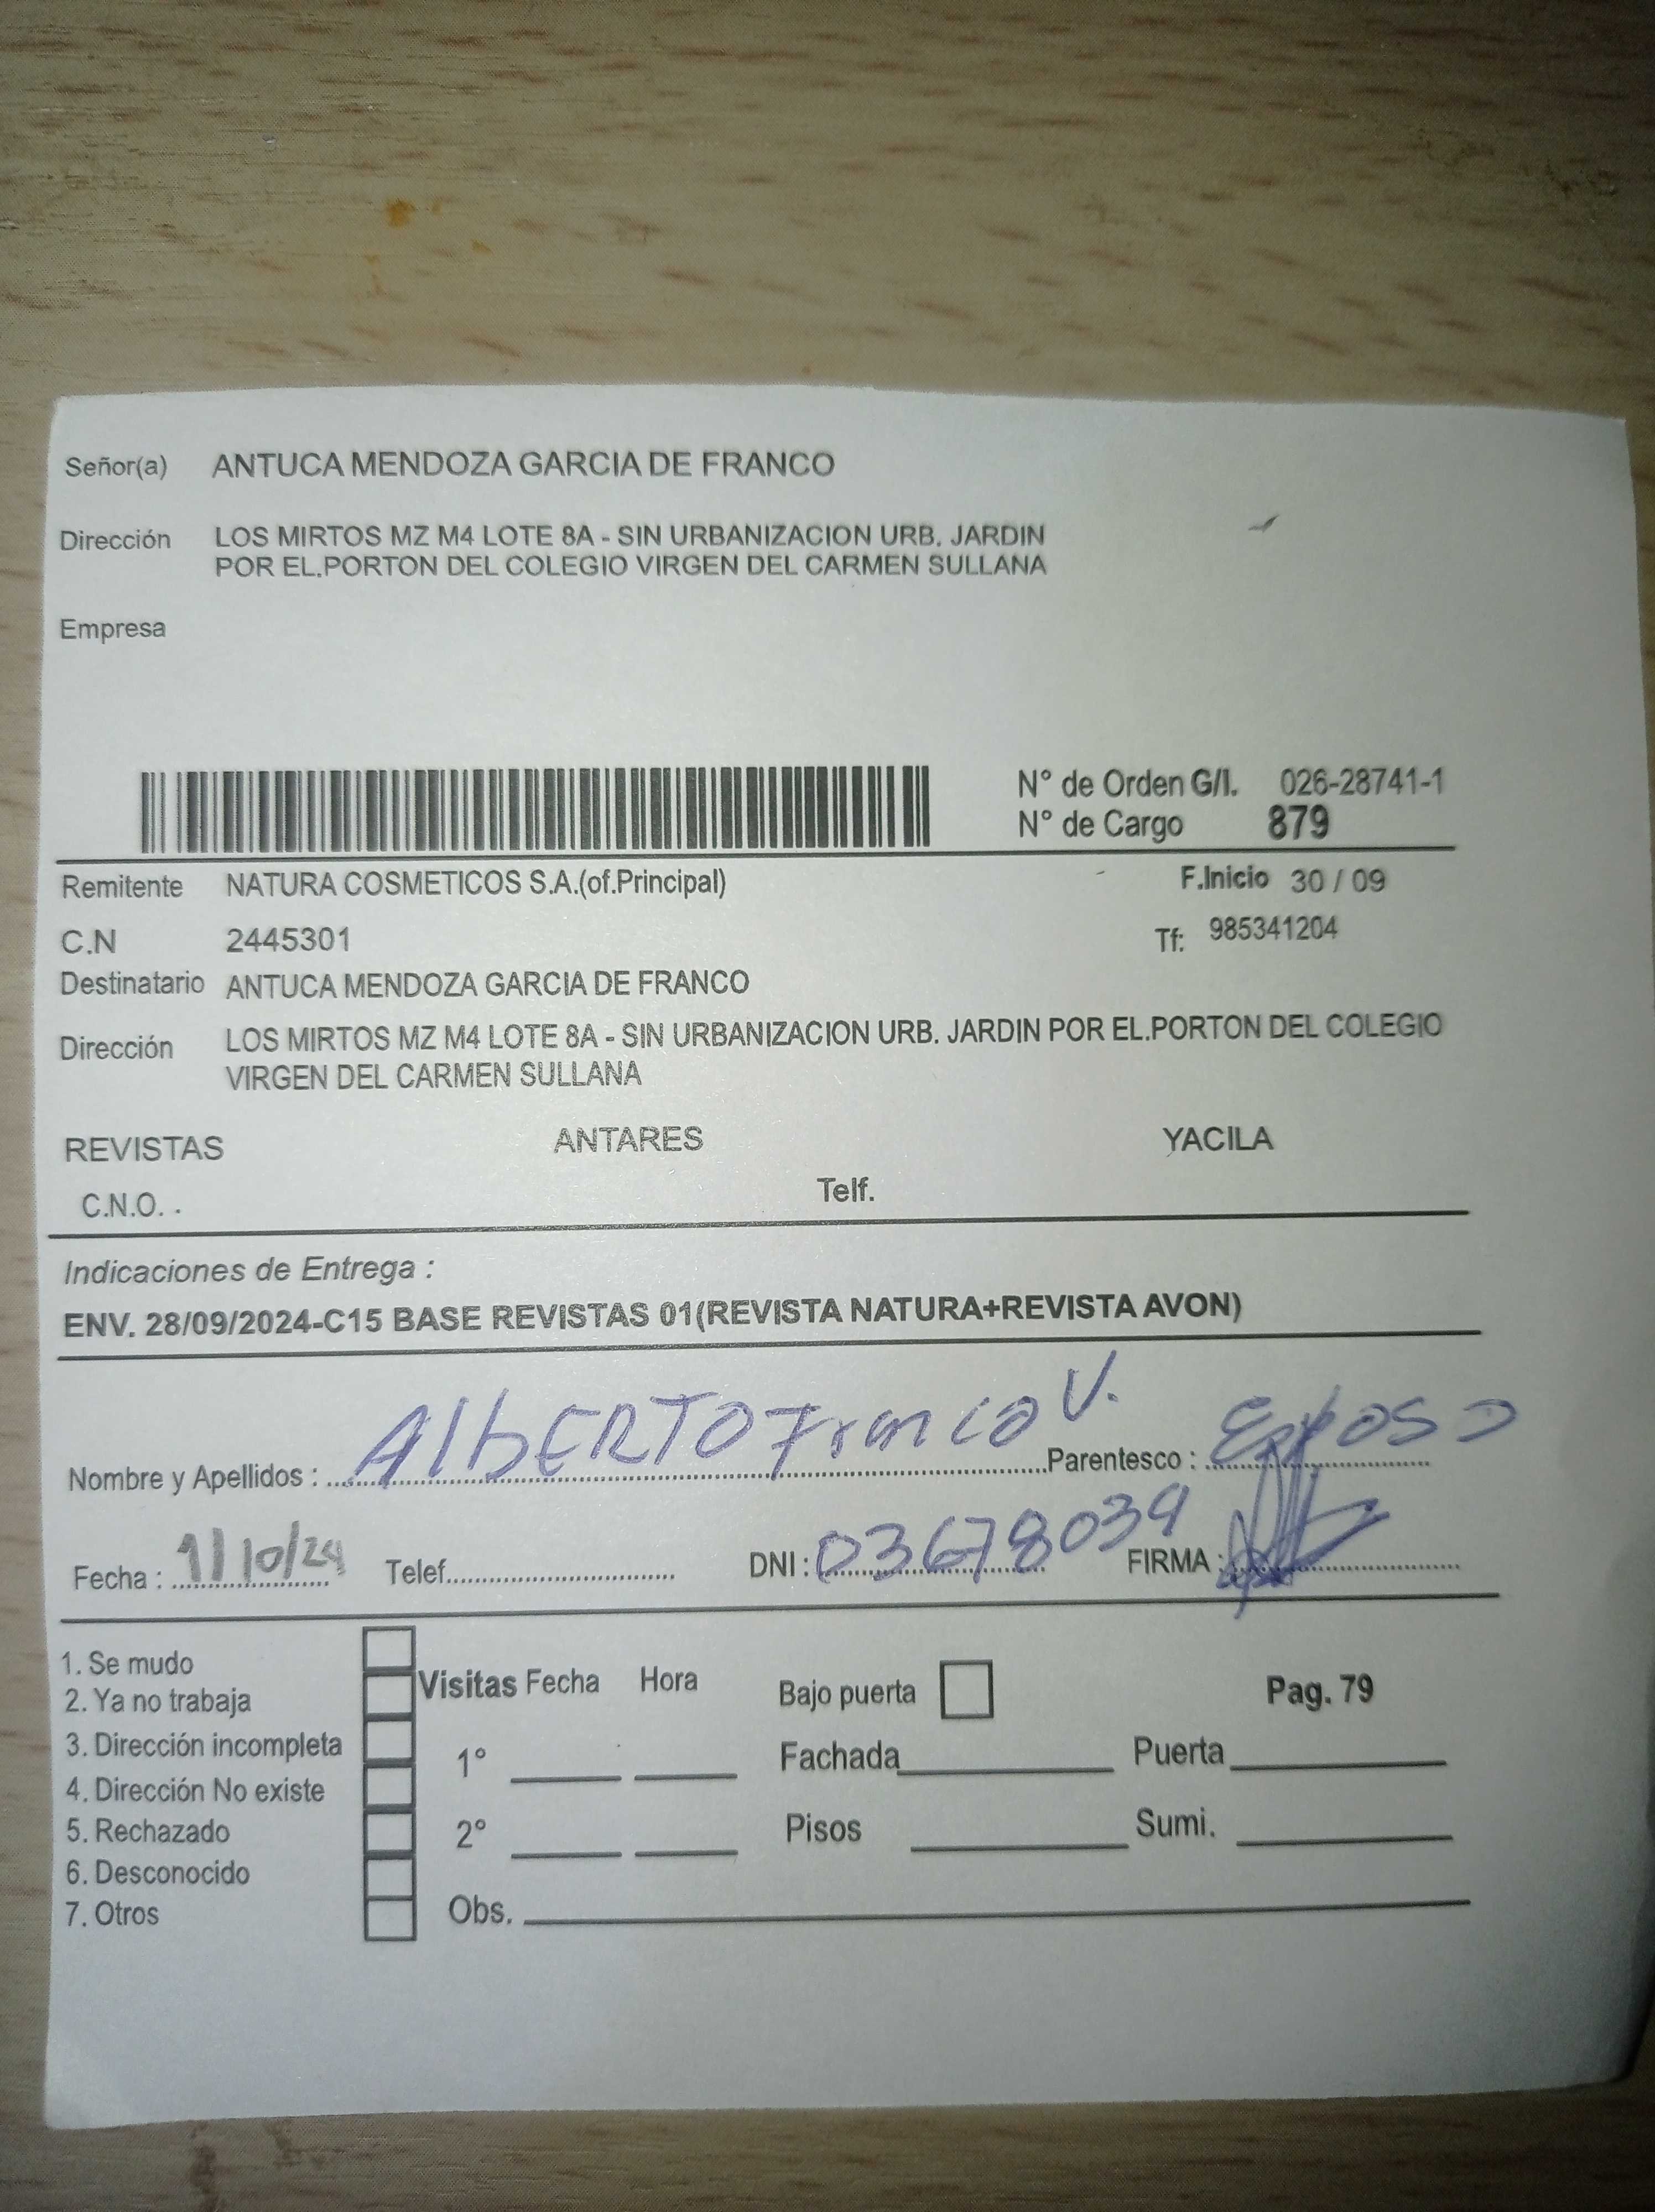 Señor(a) ANTUCA MENDOZA GARCIA DE FRANCO
Dirección LOS MIRTOS MZ M4 LOTE 8A - SIN URBANIZACION URB. JARDIN
POR EL.PORTON DEL COLEGIO VIRGEN DEL CARMEN SULLANA
Empresa
N° de Orden G/I. 026-28741-1
N° de Cargo 879
Remitente NATURA COSMETICOS S.A.(of.Principal) F.Inicio 30 / 09
C.N 2445301 Tf: 985341204
Destinatario ANTUCA MENDOZA GARCIA DE FRANCO
Dirección LOS MIRTOS MZ M4 LOTE 8A - SIN URBANIZACION URB. JARDIN POR EL.PORTON DEL COLEGIO
VIRGEN DEL CARMEN SULLANA
REVISTAS ANTARES YACILA
C.N.O. . Telf.
Indicaciones de Entrega :
ENV. 28/09/2024-C15 BASE REVISTAS 01(REVISTA NATURA+REVISTA AVON)
Nombre y Apellidos : AlbERTO Franco V. Parentesco : Esposo
Fecha : 1/10/24 Telef. DNI : 03678039 FIRMA :
1. Se mudo
2. Ya no trabaja Visitas Fecha Hora Bajo puerta Pag. 79
3. Dirección incompleta 1° Fachada Puerta
4. Dirección No existe
5. Rechazado 2° Pisos Sumi.
6. Desconocido
7. Otros Obs.